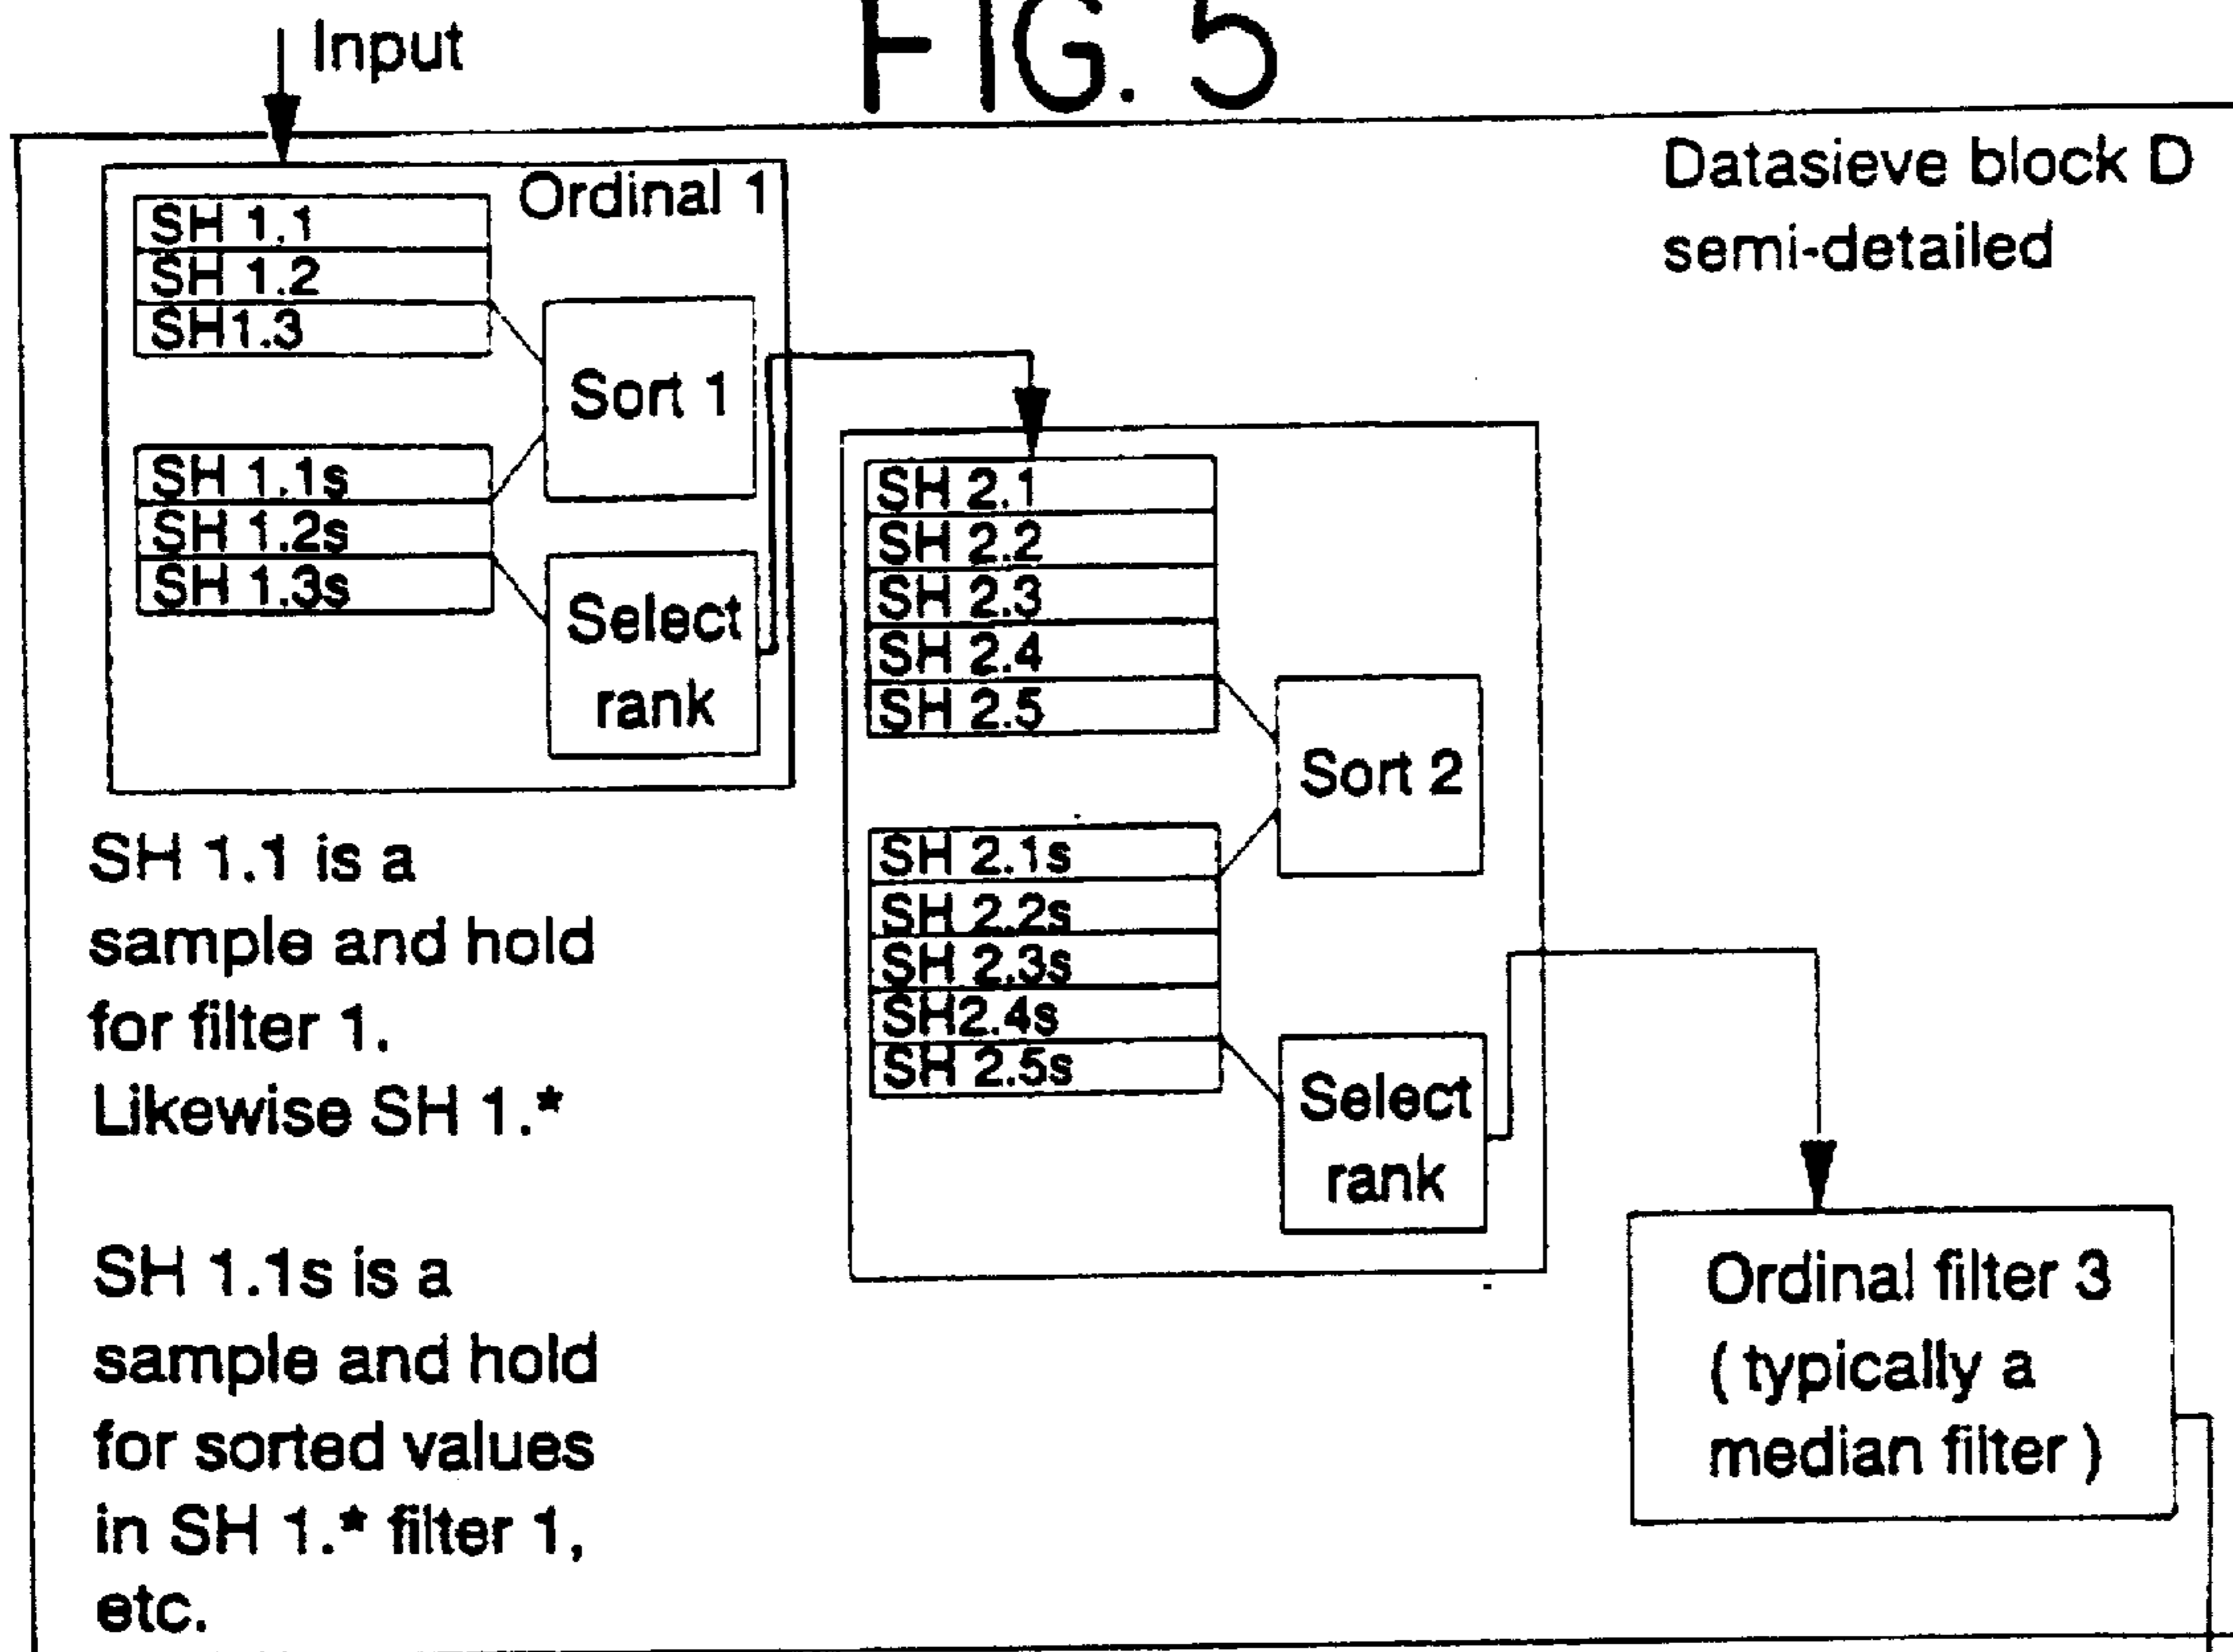 FIG. 5
Input
Datasieve block D
semi-detailed
Ordinal 1
SH 1.1
SH 1.2
SH1.3
Sort 1
SH 1.1s
SH 1.2s
SH 1.3s
Select
rank
SH 2.1
SH 2.2
SH 2.3
SH 2.4
SH 2.5
Sort 2
SH 2.1s
SH 2.2s
SH 2.3s
SH2.4s
SH 2.5s
Select
rank
SH 1.1 is a
sample and hold
for filter 1.
Likewise SH 1.*
SH 1.1s is a
sample and hold
for sorted values
in SH 1.* filter 1,
etc.
Ordinal filter 3
( typically a
median filter )